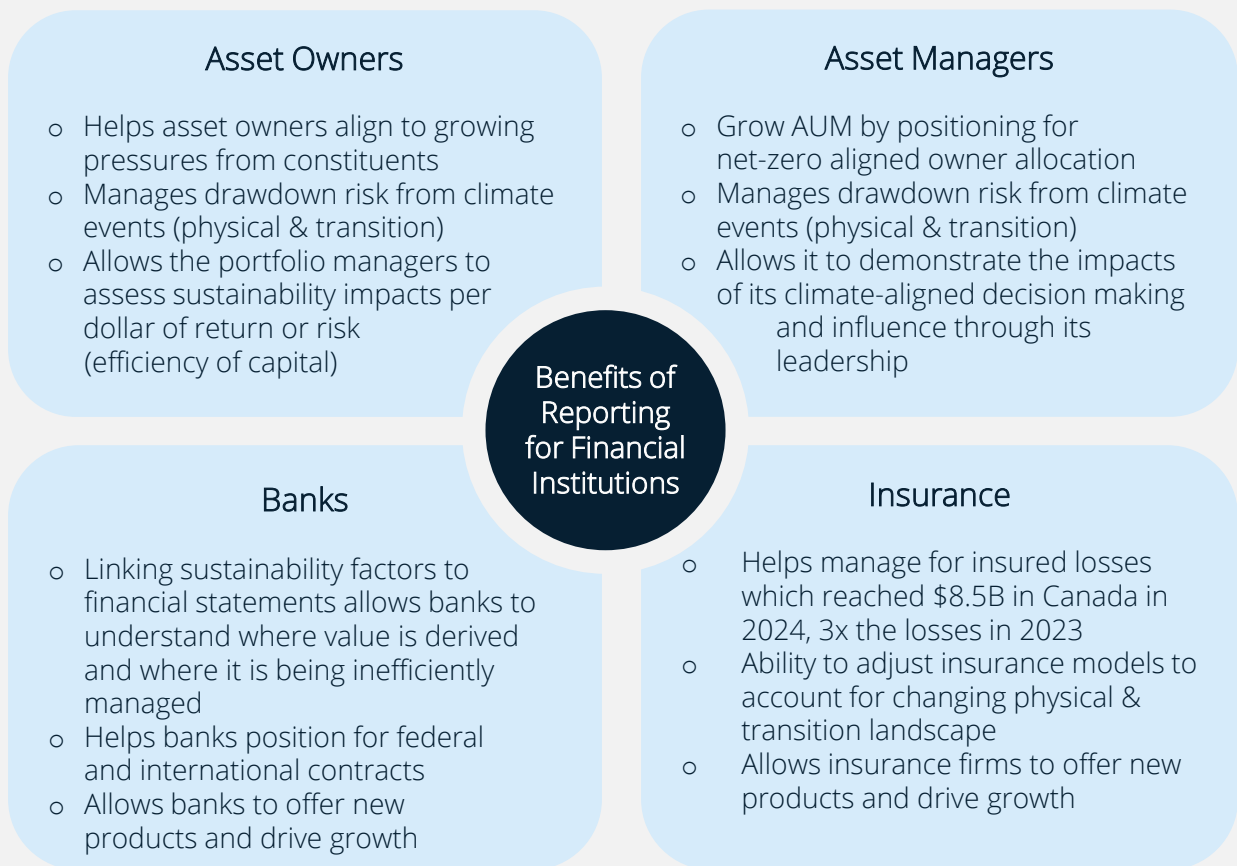 Asset Owners
o Helps asset owners align to growing
pressures from constituents
o Manages drawdown risk from climate
events (physical & transition)
o Allows the portfolio managers to
assess sustainability impacts per
dollar of return or risk
(efficiency of capital)
Asset Managers
o Grow AUM by positioning for
net-zero aligned owner allocation
o Manages drawdown risk from climate
events (physical & transition)
o Allows it to demonstrate the impacts
of its climate-aligned decision making
and influence through its
leadership
Benefits of
Reporting
for Financial
Institutions
Banks
o Linking sustainability factors to
financial statements allows banks to
understand where value is derived
and where it is being inefficiently
managed
o Helps banks position for federal
and international contracts
o Allows banks to offer new
products and drive growth
Insurance
o Helps manage for insured losses
which reached $8.5B in Canada in
2024, 3x the losses in 2023
o Ability to adjust insurance models to
account for changing physical &
transition landscape
o Allows insurance firms to offer new
products and drive growth